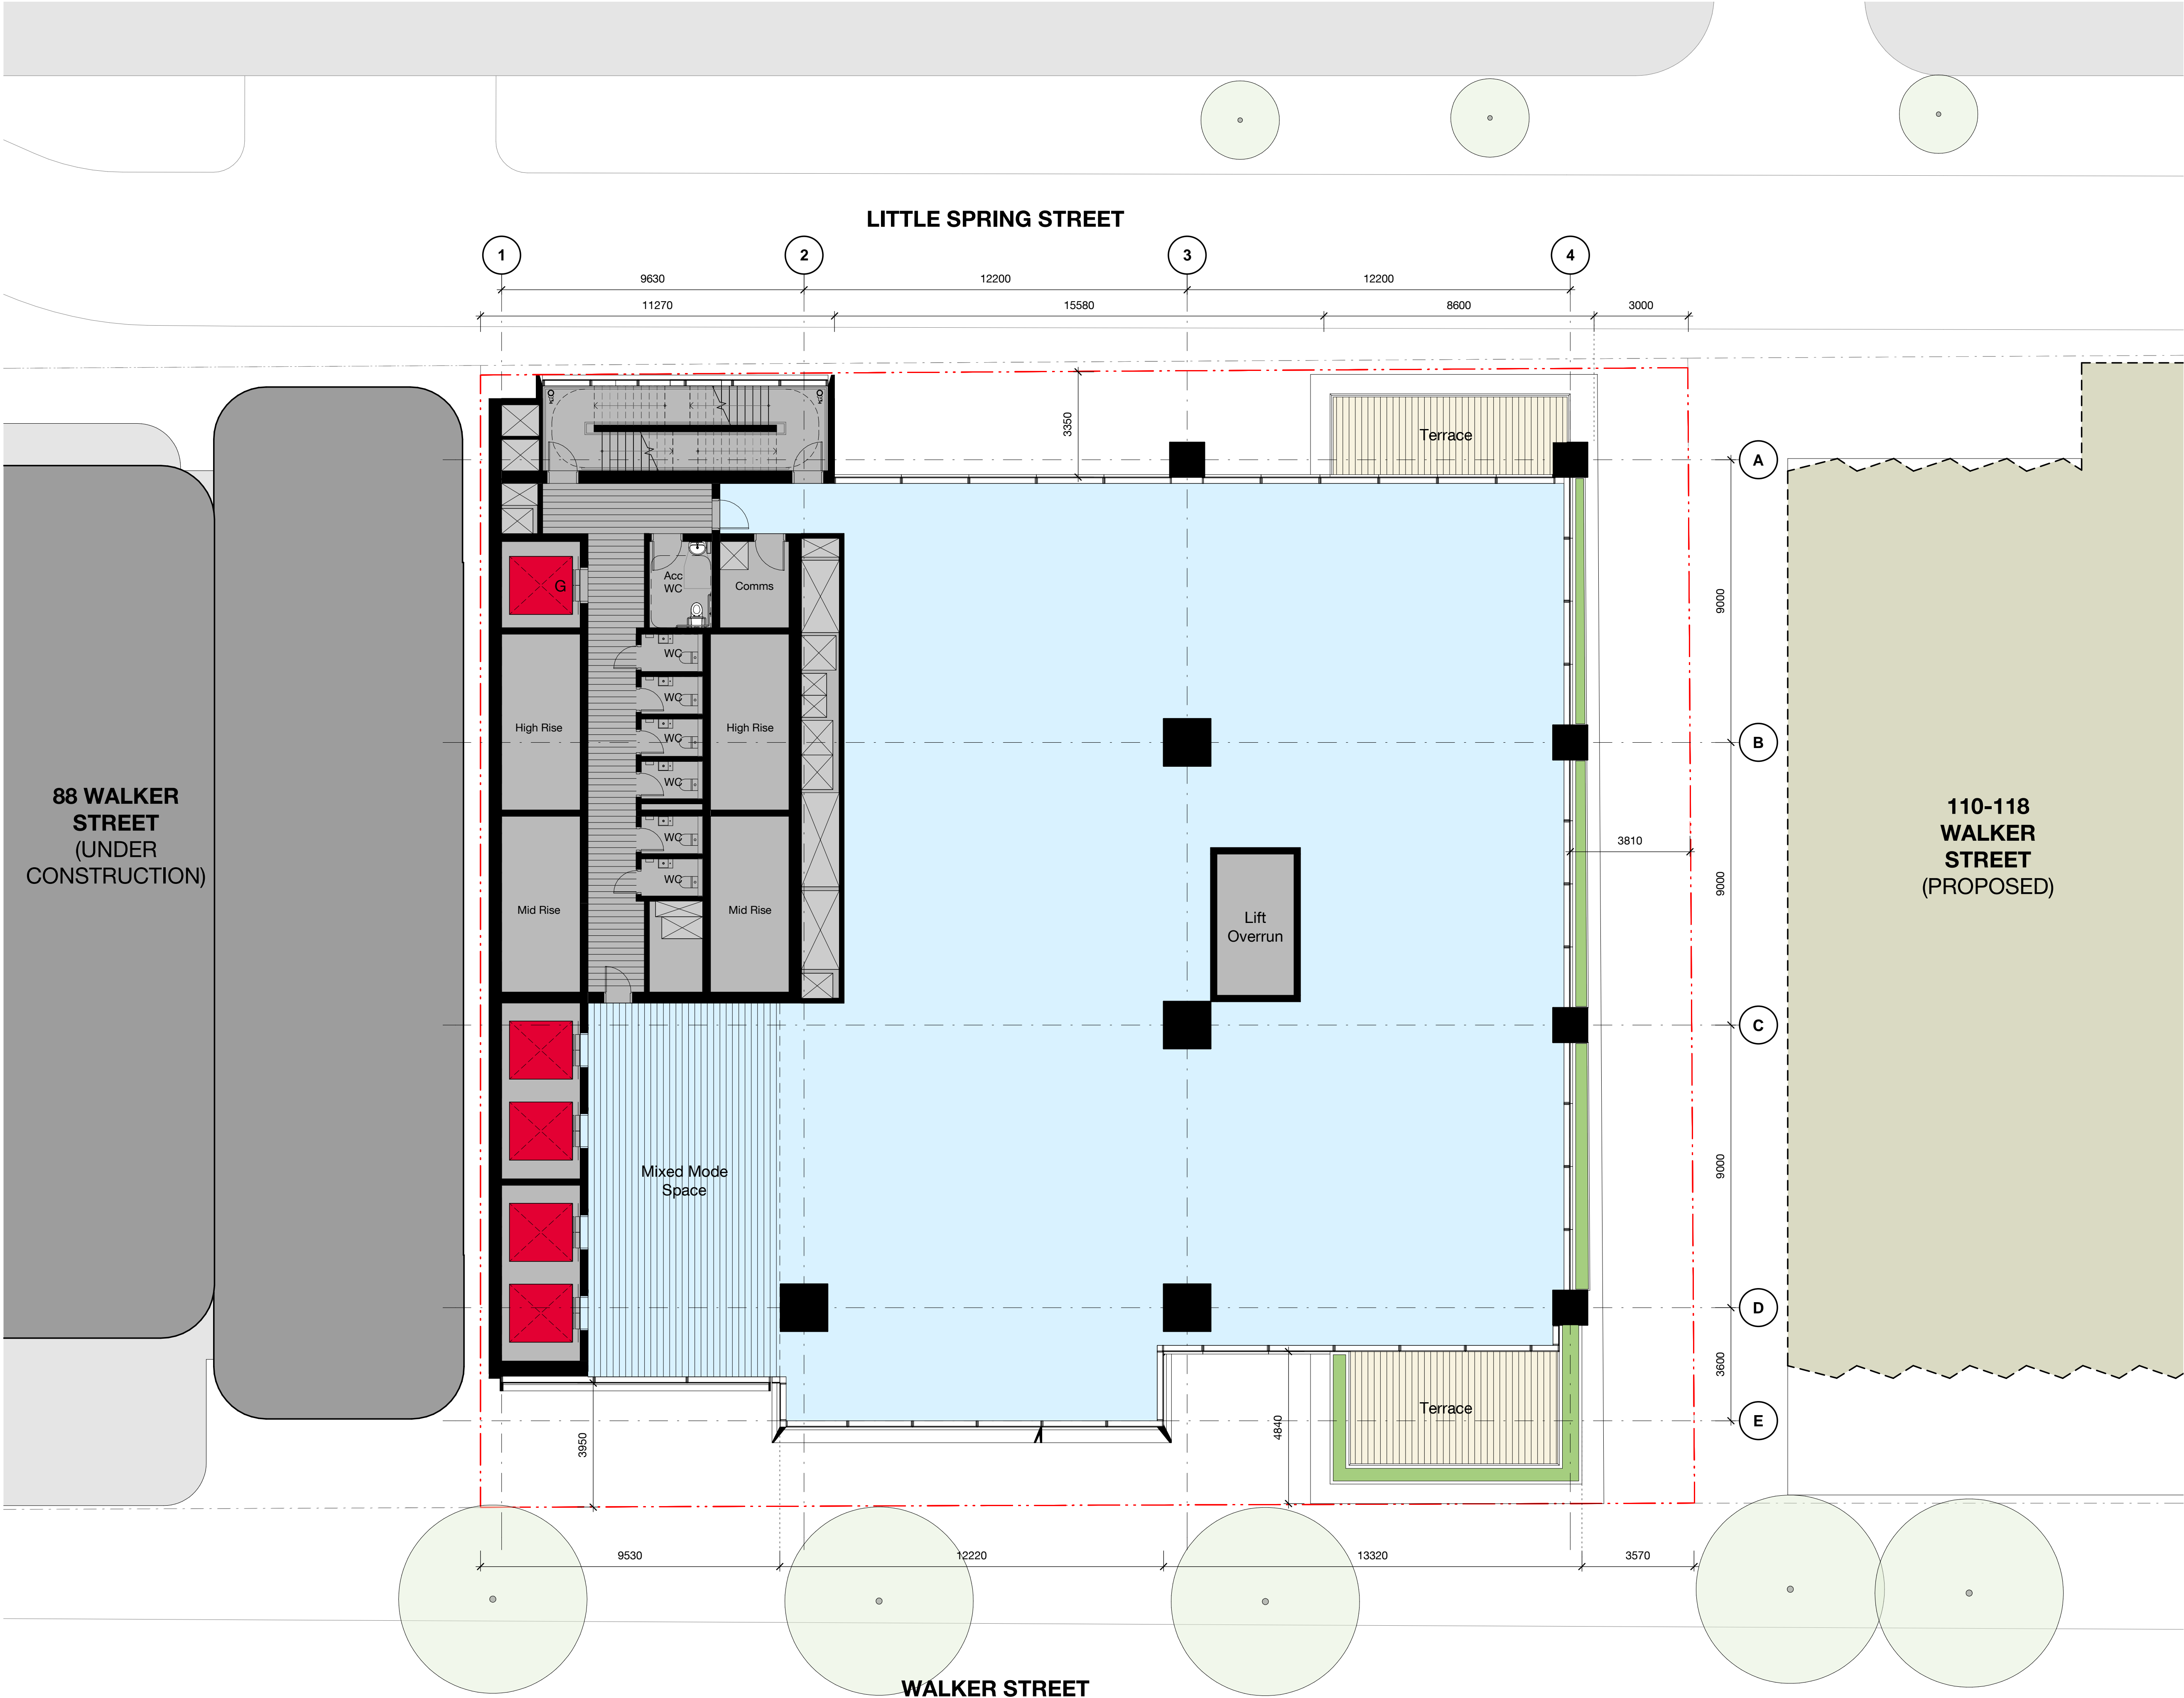 LITTLE SPRING STREET
1
2
3
4
9630
12200
12200
11270
15580
8600
3000
3350
Terrace
A
G
Acc
WC
Comms
9000
WC
WC
High Rise
High Rise
WC
B
WC
88 WALKER
STREET
(UNDER
CONSTRUCTION)
110-118
WALKER
STREET
(PROPOSED)
WC
3810
WC
9000
Mid Rise
Mid Rise
Lift
Overrun
C
Mixed Mode
Space
9000
D
3600
Terrace
E
3950
4840
9530
12220
13320
3570
WALKER STREET